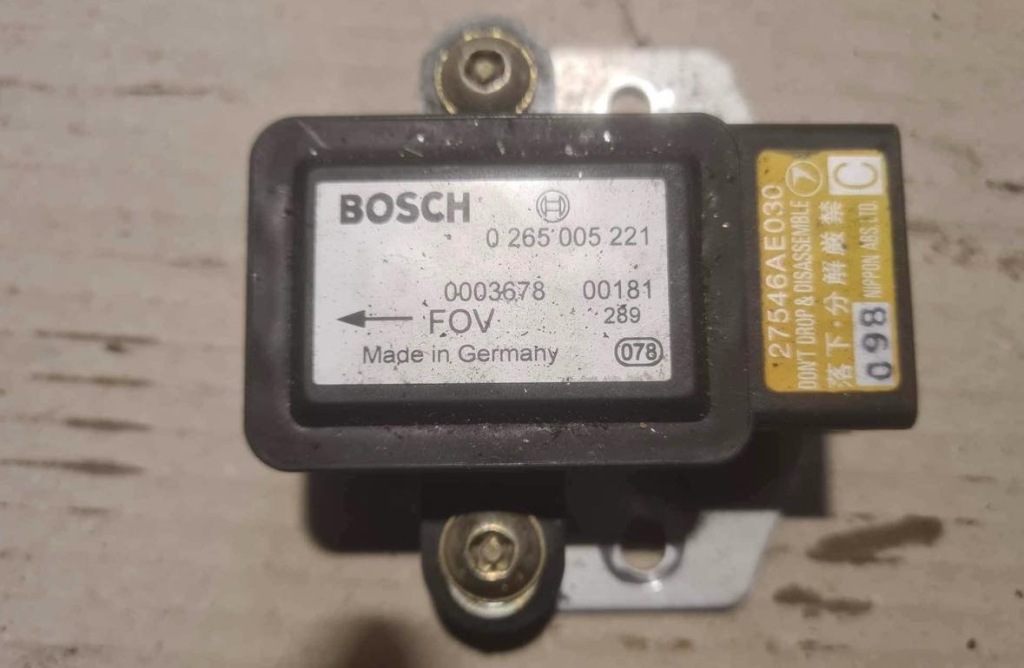 BOSCH
0 265 005 221
0003678 00181
FOV 289
Made in Germany 078
27546AE030 7
DON'T DROP & DISASSEMBLE C
落下・分解厳禁
098 NIPPON ABS, LTD.